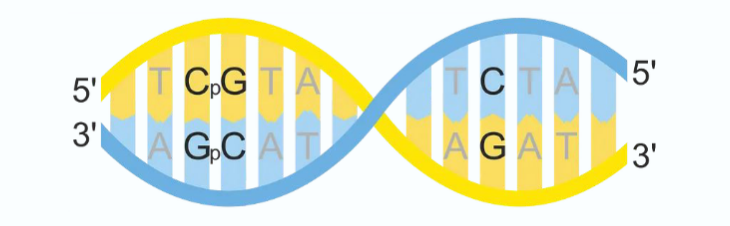 5' T CpG T A T C T A 5'
3' A GpC A T A G A T 3'